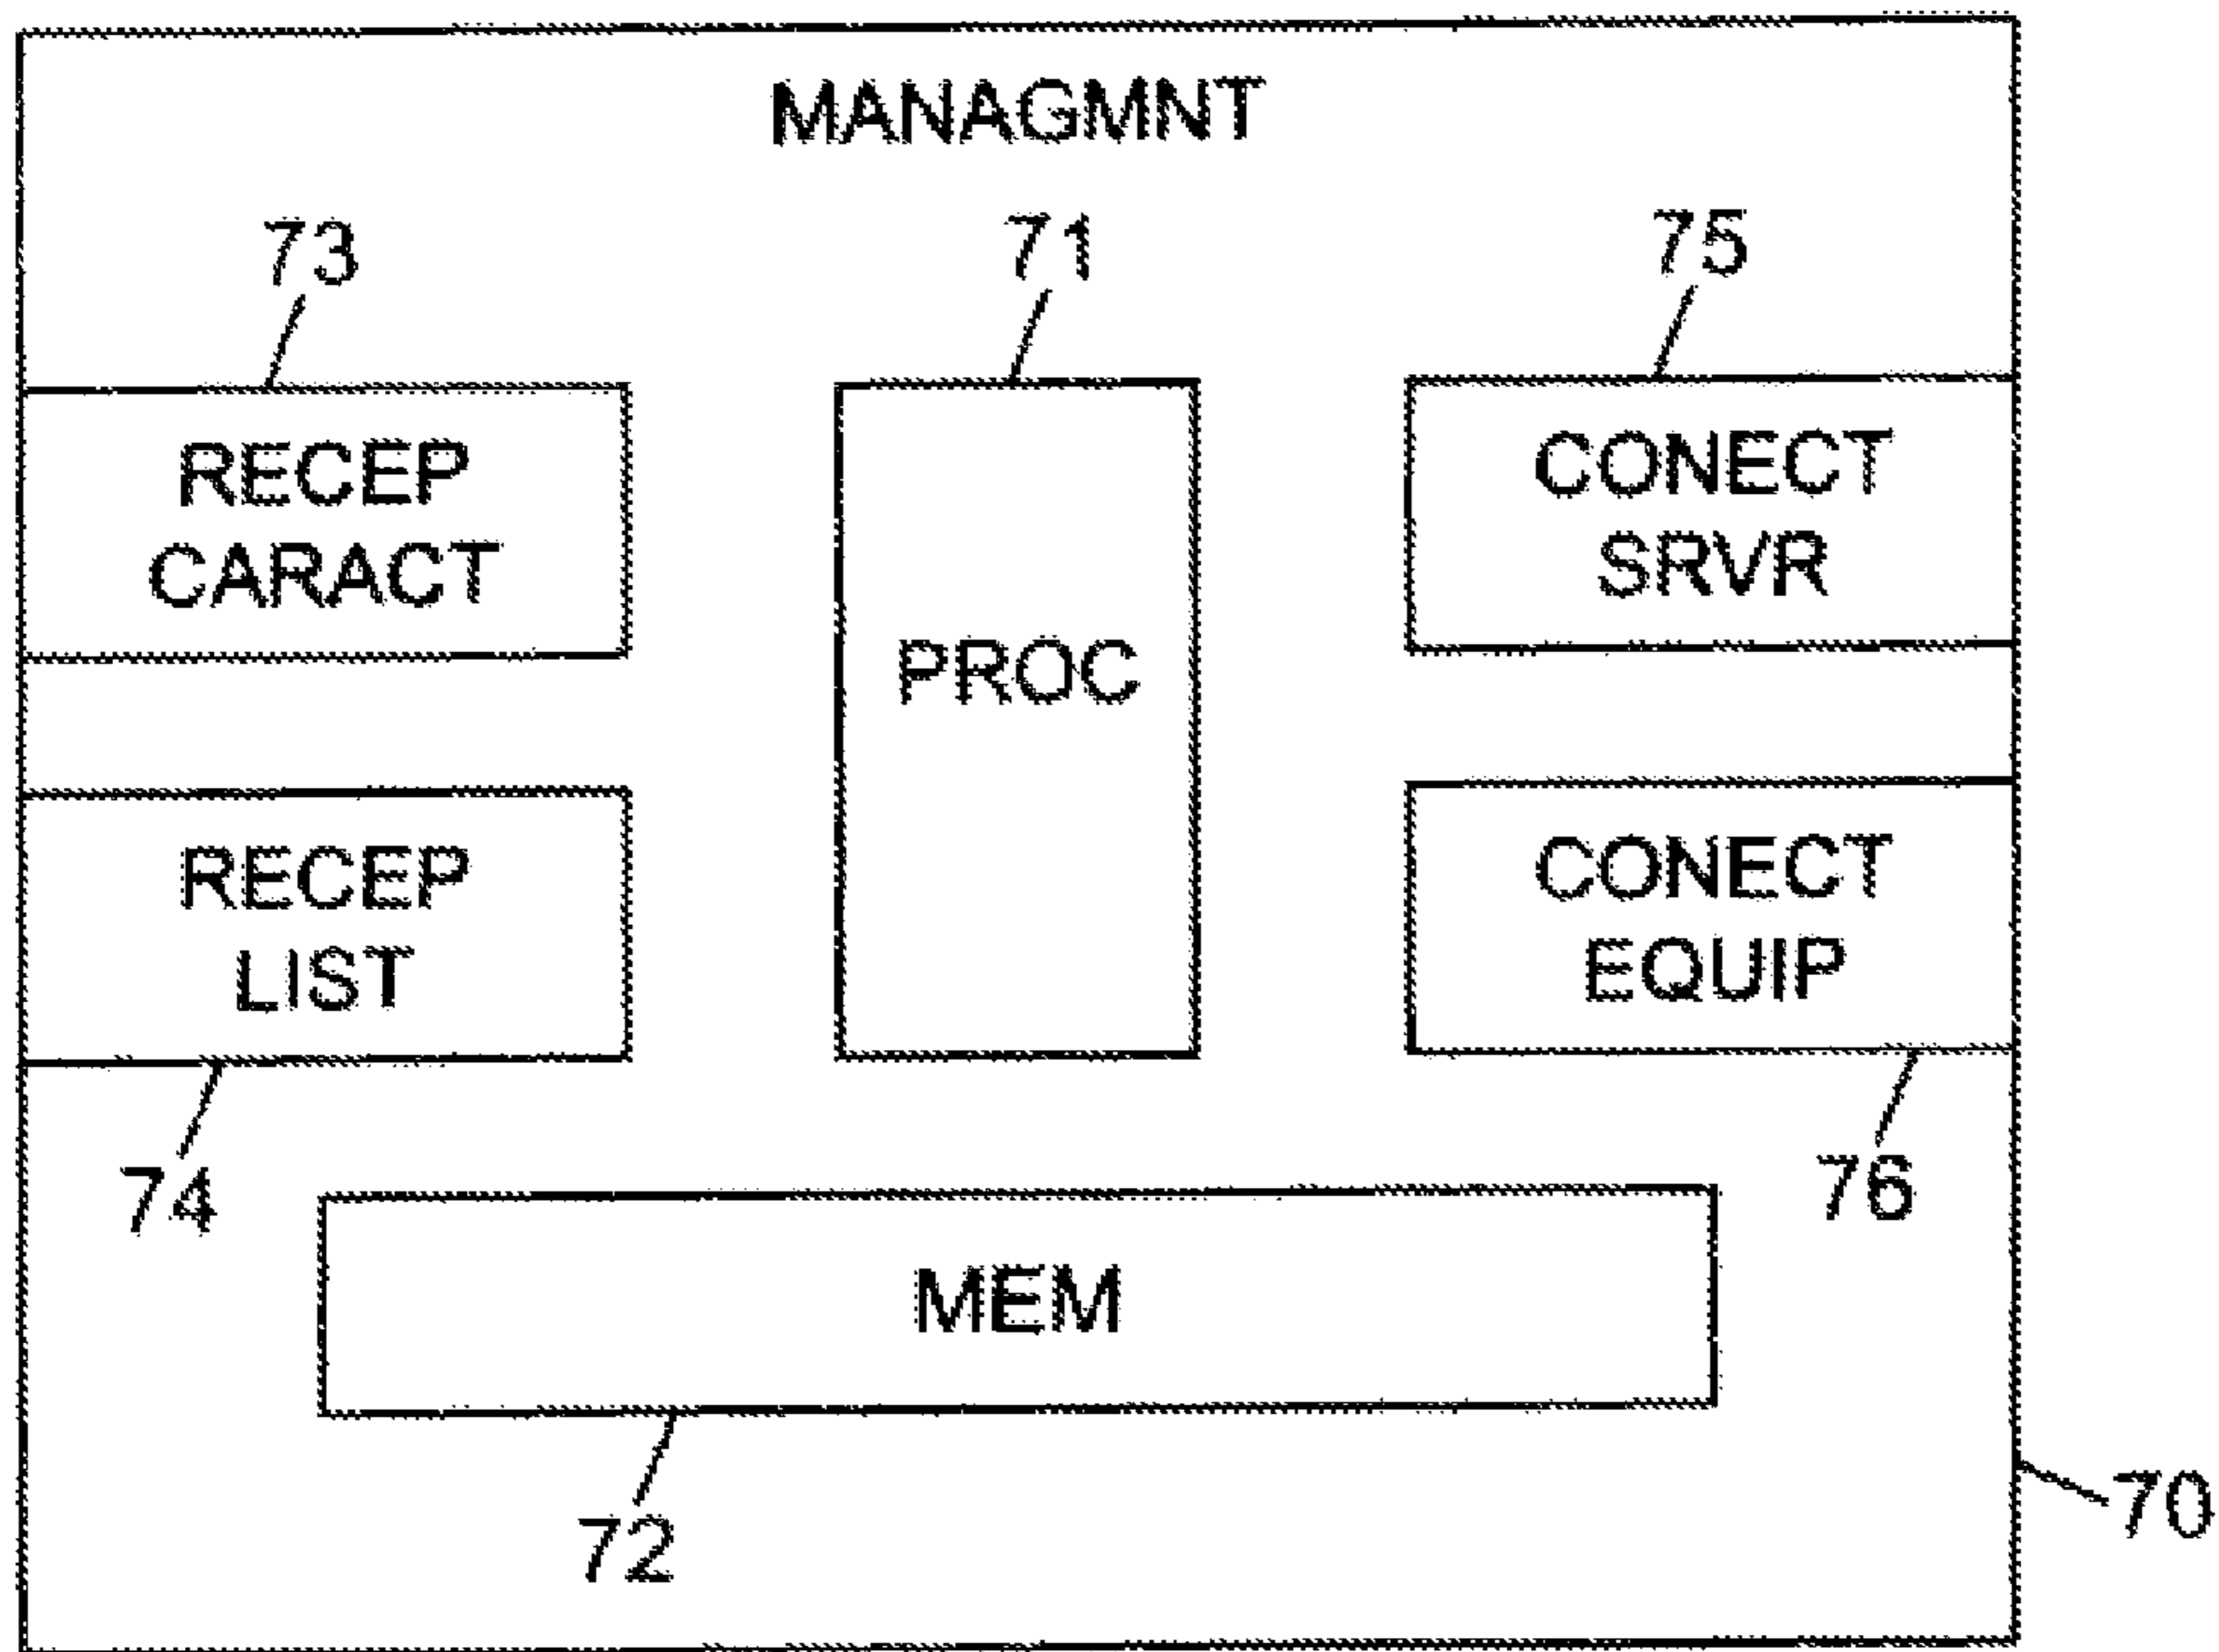 MANAGMNT
73
71
75
RECEP
CARACT
PROC
CONECT
SRVR
RECEP
LIST
CONECT
EQUIP
74
76
MEM
72
70